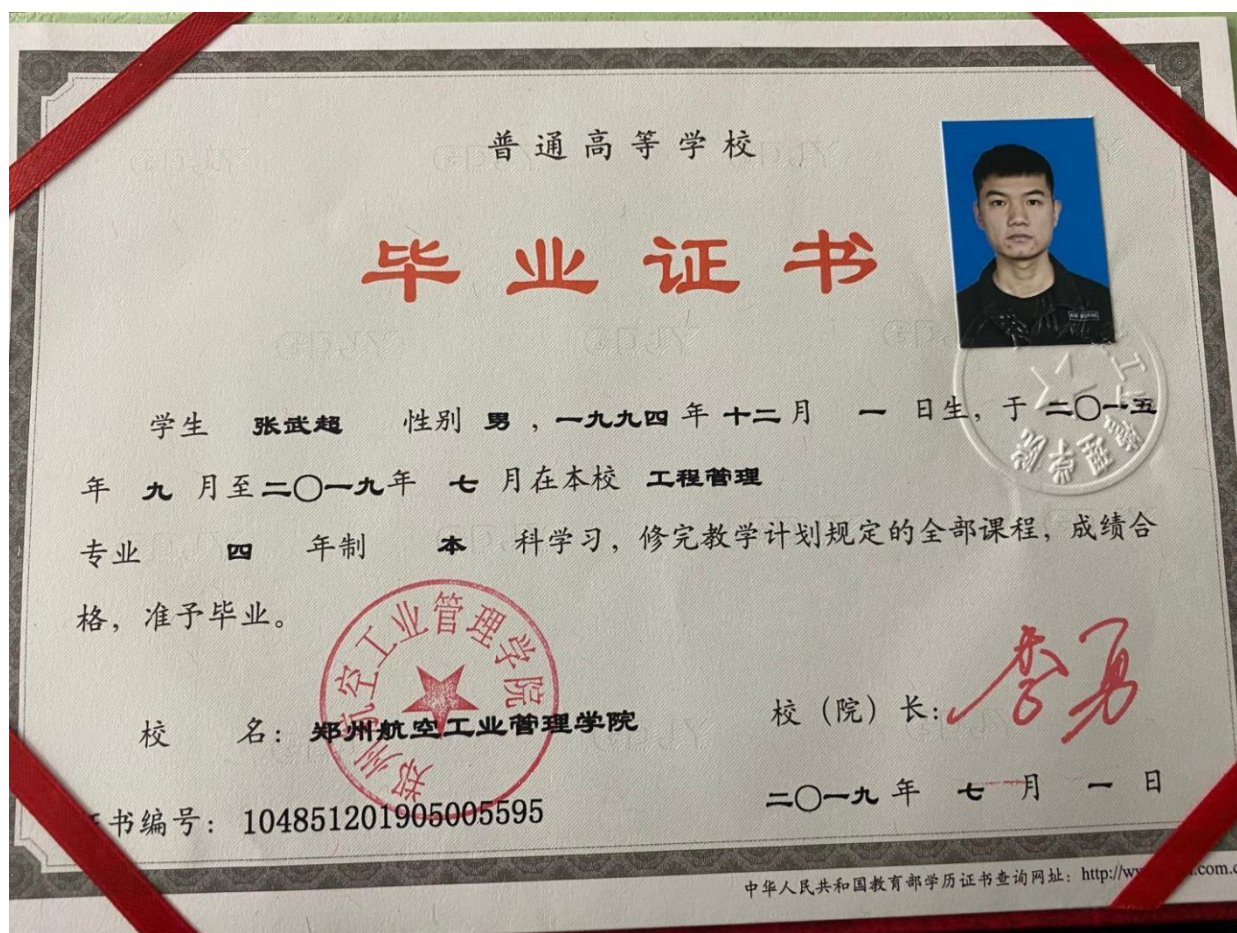 普通高等学校
毕业证书
学生 张武超 性别 男 ，一九九四 年 十二 月 一 日生，于 二〇一五
年 九 月至 二〇一九 年 七 月在本校 工程管理
专业 四 年制 本 科学习，修完教学计划规定的全部课程，成绩合
格，准予毕业。
郑州航空工业管理学院
校 名：郑州航空工业管理学院
校（院）长：李勇
书编号：104851201905005595
二〇一九 年 七 月 一 日
中华人民共和国教育部学历证书查询网址：http://w